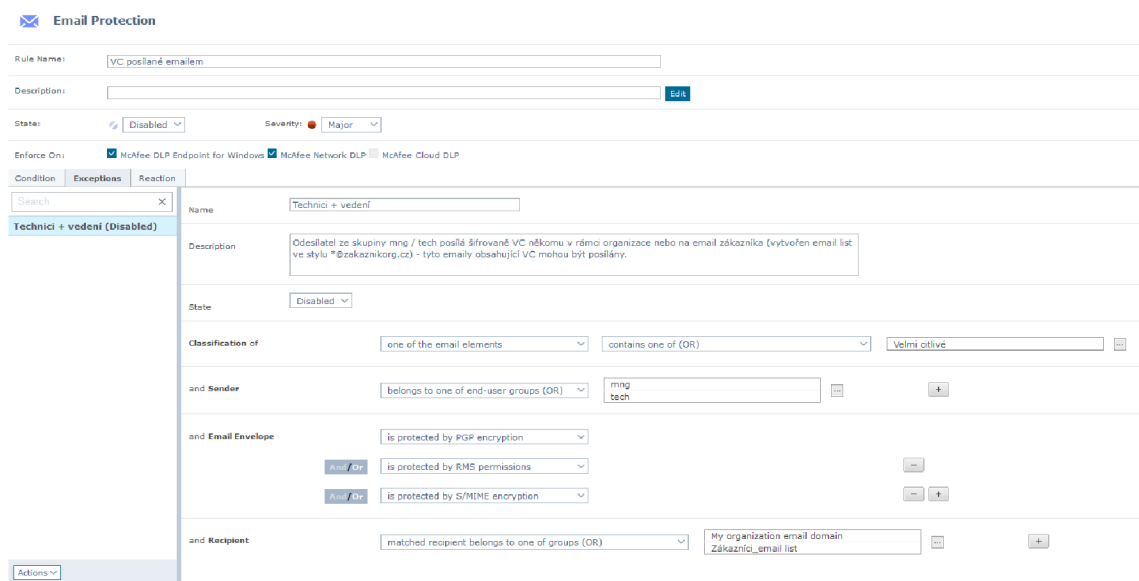 Email Protection
Rule Name:
VC posílané emailem
Description:
Edit
State:
Disabled
Severity:
Major
Enforce On:
McAfee DLP Endpoint for Windows
McAfee Network DLP
McAfee Cloud DLP
Condition
Exceptions
Reaction
Search
Technici + vedení (Disabled)
Name
Technici + vedení
Description
Odesílatel ze skupiny mng / tech posílá šifrované VC někomu v rámci organizace nebo na email zákazníka (vytvořen email list
ve stylu *@zakaznikorg.cz) - tyto emaily obsahující VC mohou být posílány.
State
Disabled
Classification of
one of the email elements
contains one of (OR)
Velmi citlivé
...
and Sender
belongs to one of end-user groups (OR)
mng
tech
...
+
and Email Envelope
is protected by PGP encryption
And/Or
is protected by RMS permissions
−
And/Or
is protected by S/MIME encryption
−
+
and Recipient
matched recipient belongs to one of groups (OR)
My organization email domain
Zákazníci_email list
...
+
Actions